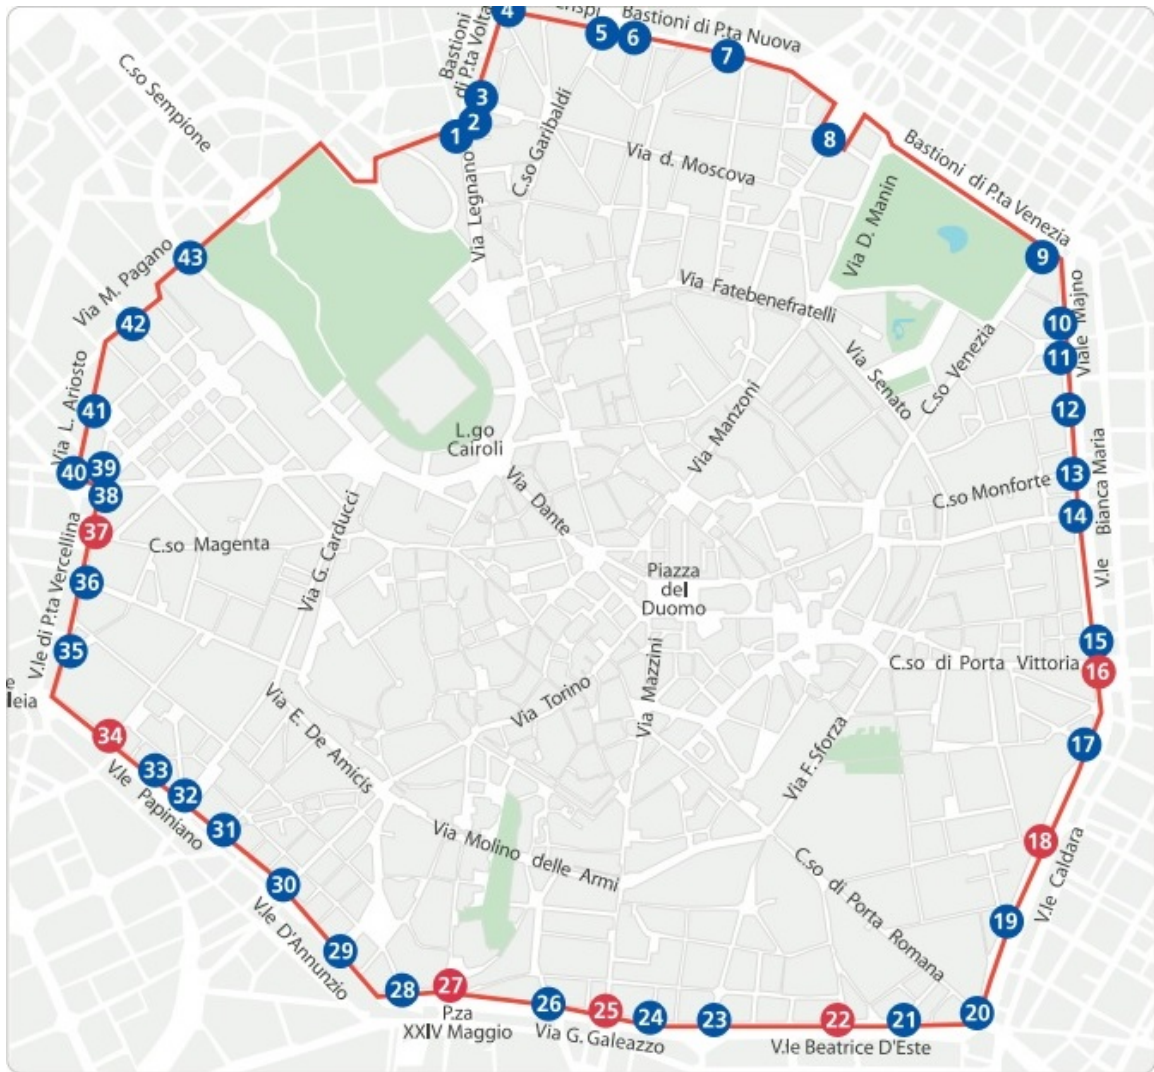 4
5
6
7
Bastioni di P.ta Nuova
Bastioni
di P.ta Volta
C.so Sempione
3
2
1
8
C.so Garibaldi
Via d. Moscova
Bastioni di P.ta Venezia
Via Legnano
Via D. Manin
43
9
Via M. Pagano
Via Fatebenefratelli
42
10
Viale Majno
11
Via Senato
C.so Venezia
Via L. Ariosto
41
12
L.go
Cairoli
Via Manzoni
40
39
38
13
C.so Monforte
14
V.le Bianca Maria
Via Dante
37
C.so Magenta
Via G. Carducci
36
V.le di P.ta Vercellina
Piazza
del
Duomo
35
15
C.so di Porta Vittoria
16
Via Mazzini
Via Torino
Via E. De Amicis
34
17
Via F. Sforza
33
32
31
V.le Papiniano
18
V.le Caldara
Via Molino delle Armi
C.so di Porta Romana
30
19
29
V.le D'Annunzio
28
27
P.za
XXIV Maggio
26
25
24
23
22
21
20
Via G. Galeazzo
V.le Beatrice D'Este